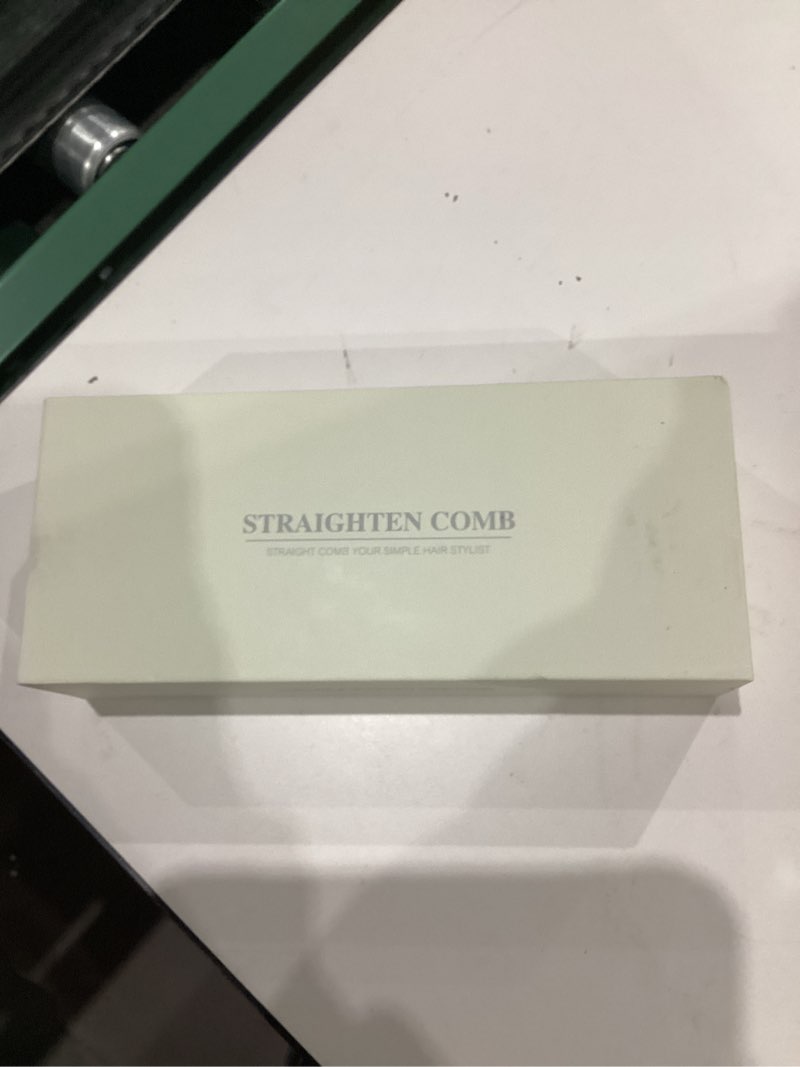 STRAIGHTEN COMB
STRAIGHT COMB YOUR SIMPLE HAIR STYLIST